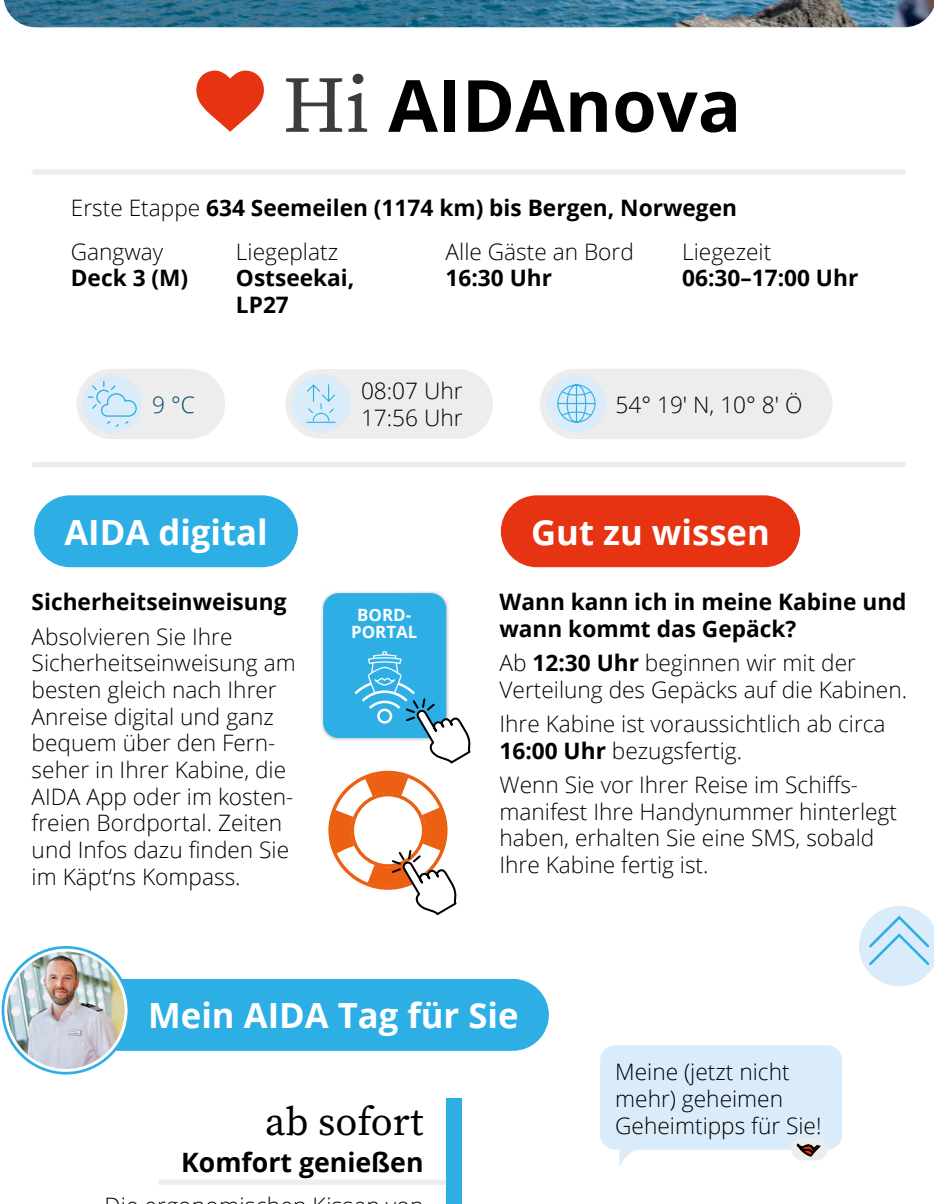 Hi AIDAnova
Erste Etappe 634 Seemeilen (1174 km) bis Bergen, Norwegen
Gangway
Deck 3 (M)
Liegeplatz
Ostseekai,
LP27
Alle Gäste an Bord
16:30 Uhr
Liegezeit
06:30–17:00 Uhr
9 °C
08:07 Uhr
17:56 Uhr
54° 19' N, 10° 8' Ö
AIDA digital
Sicherheitseinweisung
Absolvieren Sie Ihre
Sicherheitseinweisung am
besten gleich nach Ihrer
Anreise digital und ganz
bequem über den Fern-
seher in Ihrer Kabine, die
AIDA App oder im kosten-
freien Bordportal. Zeiten
und Infos dazu finden Sie
im Käpt'ns Kompass.
BORD-
PORTAL
Gut zu wissen
Wann kann ich in meine Kabine und
wann kommt das Gepäck?
Ab 12:30 Uhr beginnen wir mit der
Verteilung des Gepäcks auf die Kabinen.
Ihre Kabine ist voraussichtlich ab circa
16:00 Uhr bezugsfertig.
Wenn Sie vor Ihrer Reise im Schiffs-
manifest Ihre Handynummer hinterlegt
haben, erhalten Sie eine SMS, sobald
Ihre Kabine fertig ist.
Mein AIDA Tag für Sie
Meine (jetzt nicht
mehr) geheimen
Geheimtipps für Sie!
ab sofort
Komfort genießen
Die ergonomischen Kissen von